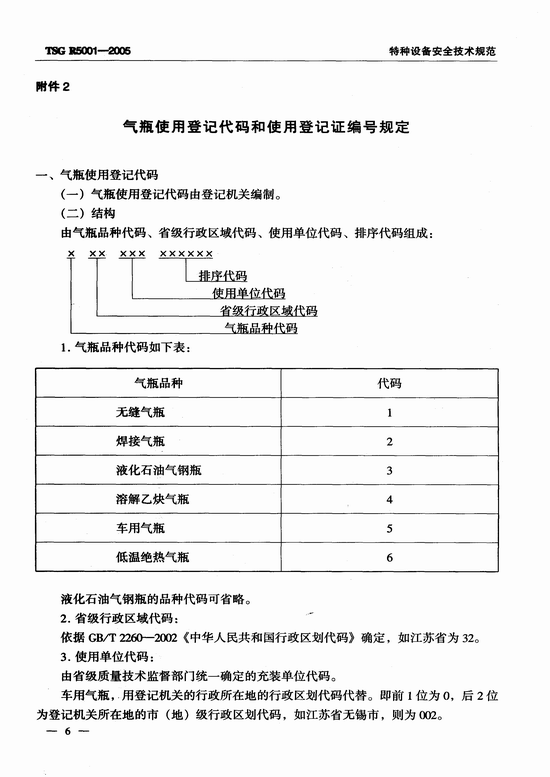 TSG R5001—2005 特种设备安全技术规范
附件2
气瓶使用登记代码和使用登记证编号规定
一、气瓶使用登记代码
（一）气瓶使用登记代码由登记机关编制。
（二）结构
由气瓶品种代码、省级行政区域代码、使用单位代码、排序代码组成：
× ×× ××× ××××××
排序代码
使用单位代码
省级行政区域代码
气瓶品种代码
1. 气瓶品种代码如下表：
气瓶品种 代码
无缝气瓶 1
焊接气瓶 2
液化石油气钢瓶 3
溶解乙炔气瓶 4
车用气瓶 5
低温绝热气瓶 6
液化石油气钢瓶的品种代码可省略。
2. 省级行政区域代码：
依据 GB/T 2260—2002《中华人民共和国行政区划代码》确定，如江苏省为 32。
3. 使用单位代码：
由省级质量技术监督部门统一确定的充装单位代码。
车用气瓶，用登记机关的行政所在地的行政区划代码代替。即前 1 位为 0，后 2 位
为登记机关所在地的市（地）级行政区划代码，如江苏省无锡市，则为 002。
— 6 —